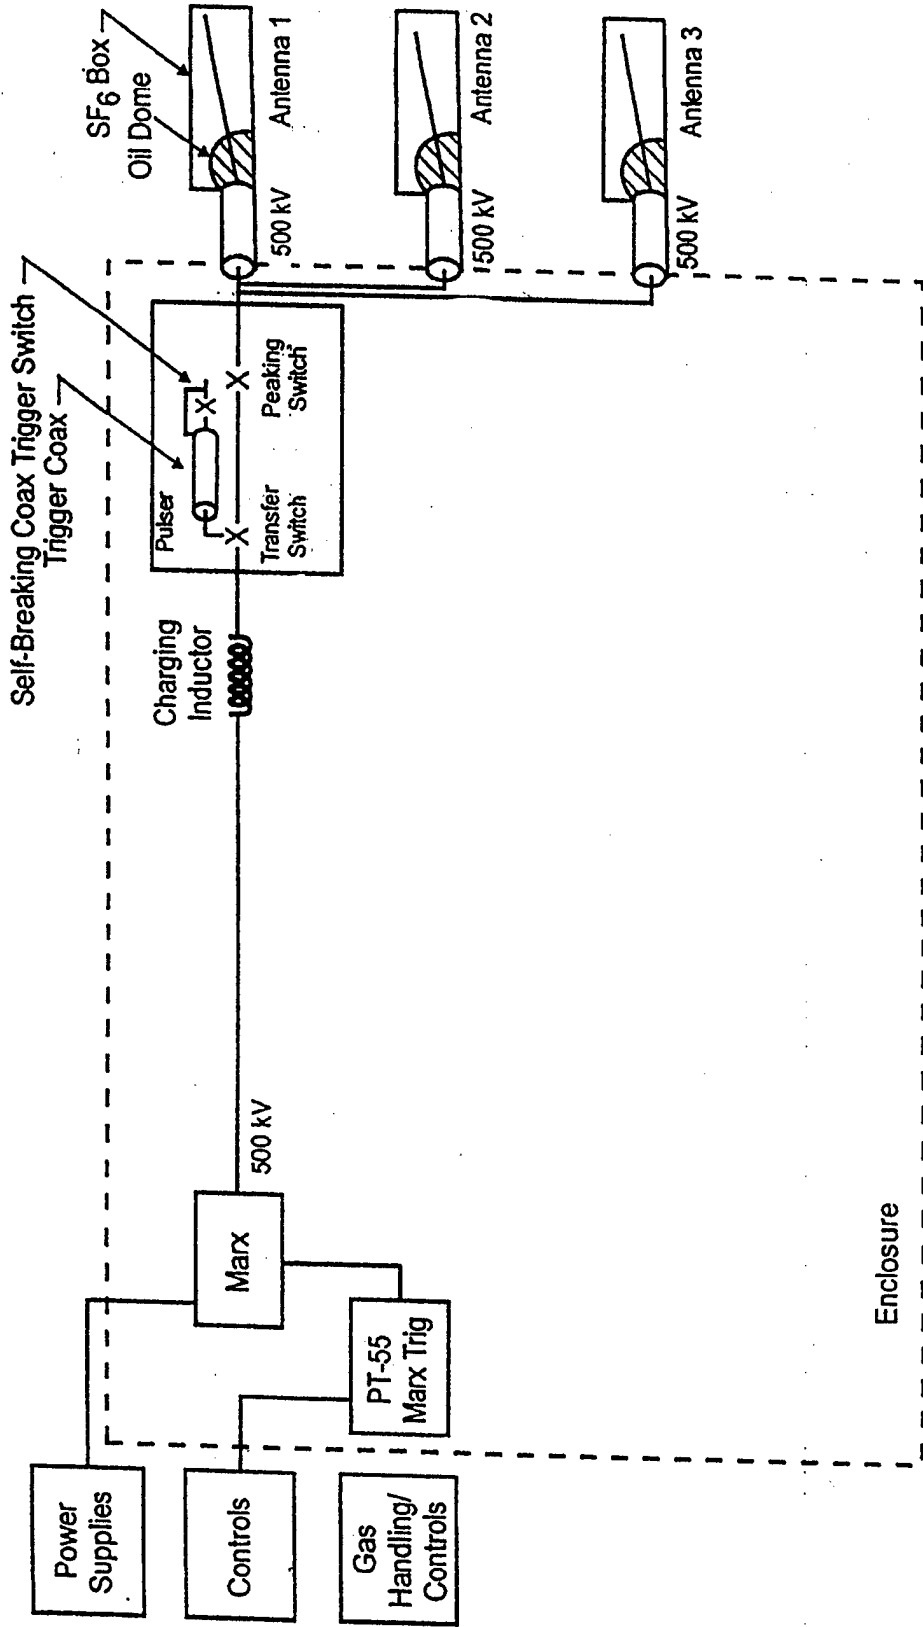 Self-Breaking Coax Trigger Switch
Trigger Coax
SF6 Box
Oil Dome
Pulser
Transfer
Switch
Peaking
Switch
Charging
Inductor
500 kV
Antenna 1
500 kV
Antenna 2
500 kV
Antenna 3
500 kV
Marx
PT-55
Marx Trig
Power
Supplies
Controls
Gas
Handling/
Controls
Enclosure